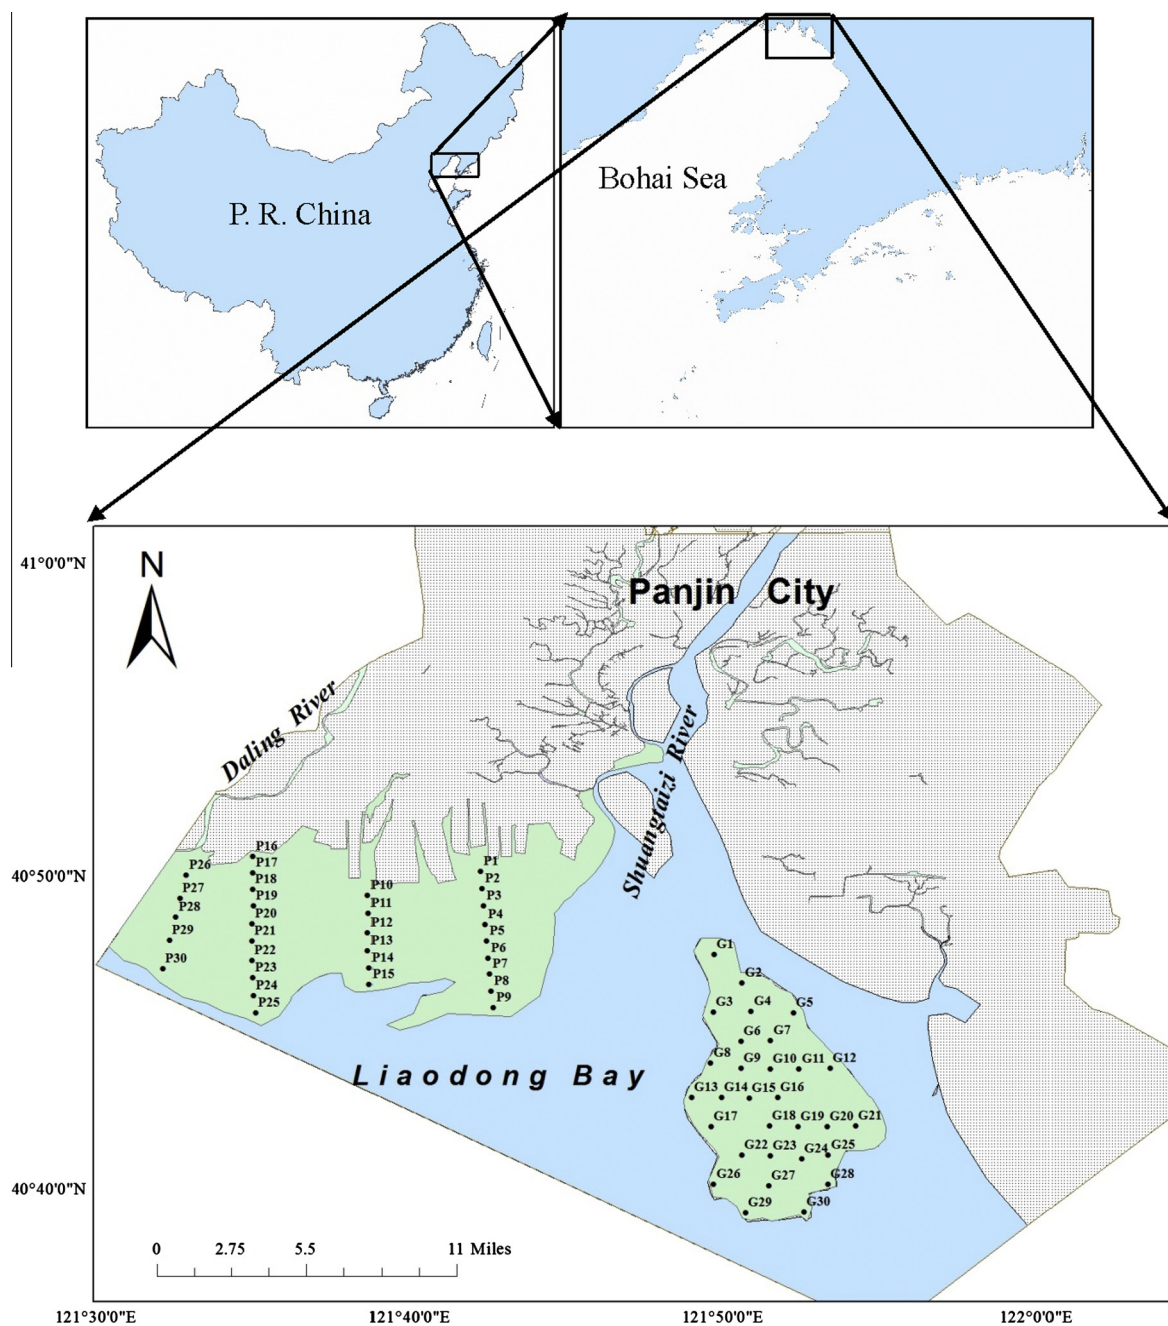 P. R. China
Bohai Sea
41°0'0"N
N
Panjin City
Daling River
Shuangtaizi River
P16
P17
P26
P1
40°50'0"N
P18
P2
P27
P10
P19
P3
P28
P11
P20
P4
P29
P12
P21
P5
P13
P22
P6
P30
P14
P23
P7
P15
P24
P8
P25
P9
G1
G2
G3 G4 G5
G6 G7
G8 G9 G10 G11 G12
Liaodong Bay
G13 G14 G15 G16
G17 G18 G19 G20 G21
G22 G23 G24 G25
40°40'0"N
G26 G27 G28
G29 G30
0 2.75 5.5 11 Miles
121°30'0"E 121°40'0"E 121°50'0"E 122°0'0"E